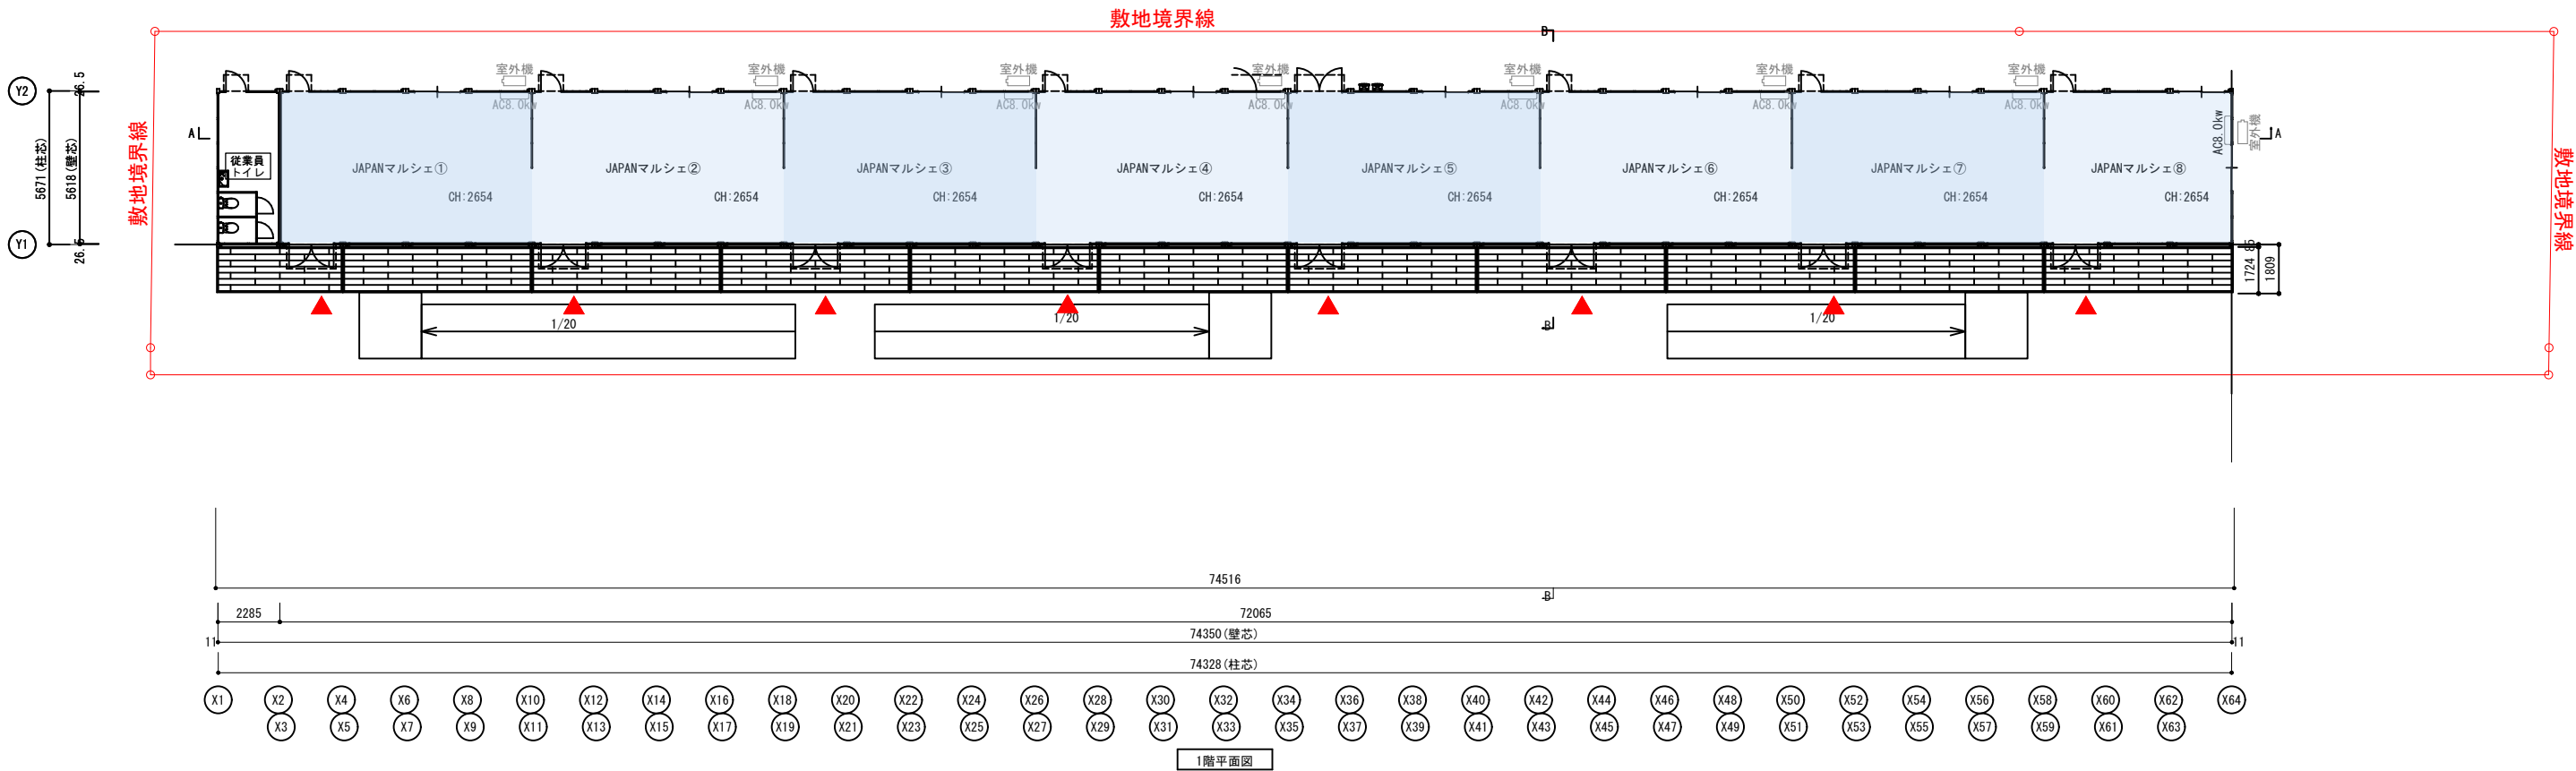 敷地境界線
B
Y2
26.5
室外機 室外機 室外機 室外機 室外機 室外機 室外機
AC8.0kw AC8.0kw AC8.0kw AC8.0kw AC8.0kw AC8.0kw AC8.0kw
AC8.0kw
室外機
A
A
敷地境界線
敷地境界線
5671(柱芯)
5618(壁芯)
従業員
トイレ
JAPANマルシェ① JAPANマルシェ② JAPANマルシェ③ JAPANマルシェ④ JAPANマルシェ⑤ JAPANマルシェ⑥ JAPANマルシェ⑦ JAPANマルシェ⑧
CH:2654 CH:2654 CH:2654 CH:2654 CH:2654 CH:2654 CH:2654 CH:2654
Y1
26.5
85
1724
1809
1/20 1/20 1/20
B
74516
B
2285 72065
11 74350(壁芯) 11
74328(柱芯)
X1 X2 X4 X6 X8 X10 X12 X14 X16 X18 X20 X22 X24 X26 X28 X30 X32 X34 X36 X38 X40 X42 X44 X46 X48 X50 X52 X54 X56 X58 X60 X62 X64
X3 X5 X7 X9 X11 X13 X15 X17 X19 X21 X23 X25 X27 X29 X31 X33 X35 X37 X39 X41 X43 X45 X47 X49 X51 X53 X55 X57 X59 X61 X63
1階平面図